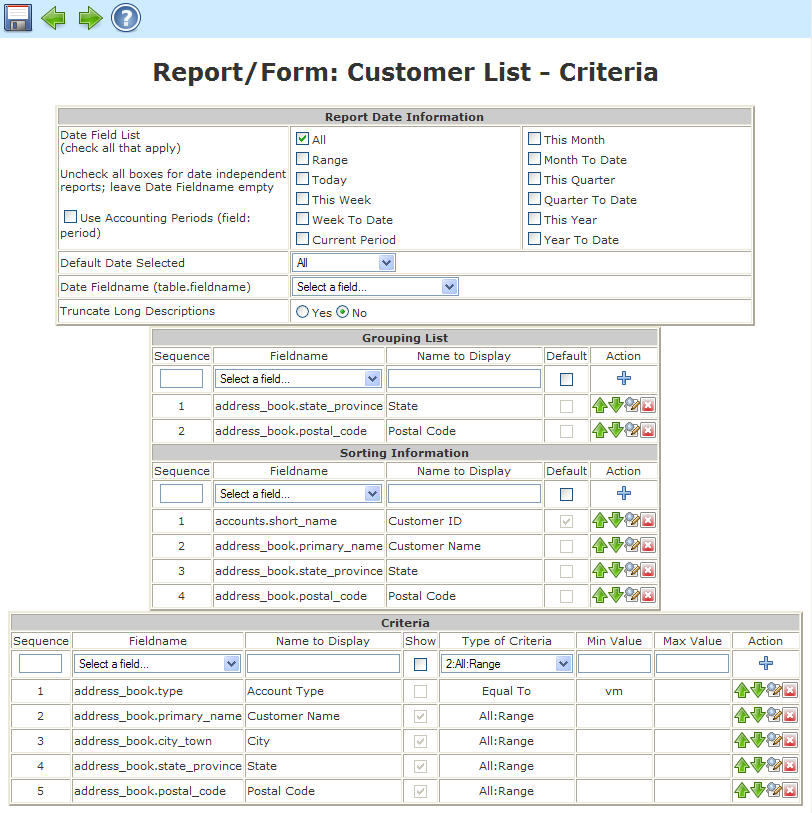 ?
Report/Form: Customer List - Criteria
Report Date Information
Date Field List
(check all that apply)
Uncheck all boxes for date independent
reports; leave Date Fieldname empty
Use Accounting Periods (field:
period)
All
Range
Today
This Week
Week To Date
Current Period
This Month
Month To Date
This Quarter
Quarter To Date
This Year
Year To Date
Default Date Selected All
Date Fieldname (table.fieldname) Select a field...
Truncate Long Descriptions Yes No
Grouping List
Sequence Fieldname Name to Display Default Action
Select a field...
1 address_book.state_province State
2 address_book.postal_code Postal Code
Sorting Information
Sequence Fieldname Name to Display Default Action
Select a field...
1 accounts.short_name Customer ID
2 address_book.primary_name Customer Name
3 address_book.state_province State
4 address_book.postal_code Postal Code
Criteria
Sequence Fieldname Name to Display Show Type of Criteria Min Value Max Value Action
Select a field... 2:All:Range
1 address_book.type Account Type Equal To vm
2 address_book.primary_name Customer Name All:Range
3 address_book.city_town City All:Range
4 address_book.state_province State All:Range
5 address_book.postal_code Postal Code All:Range